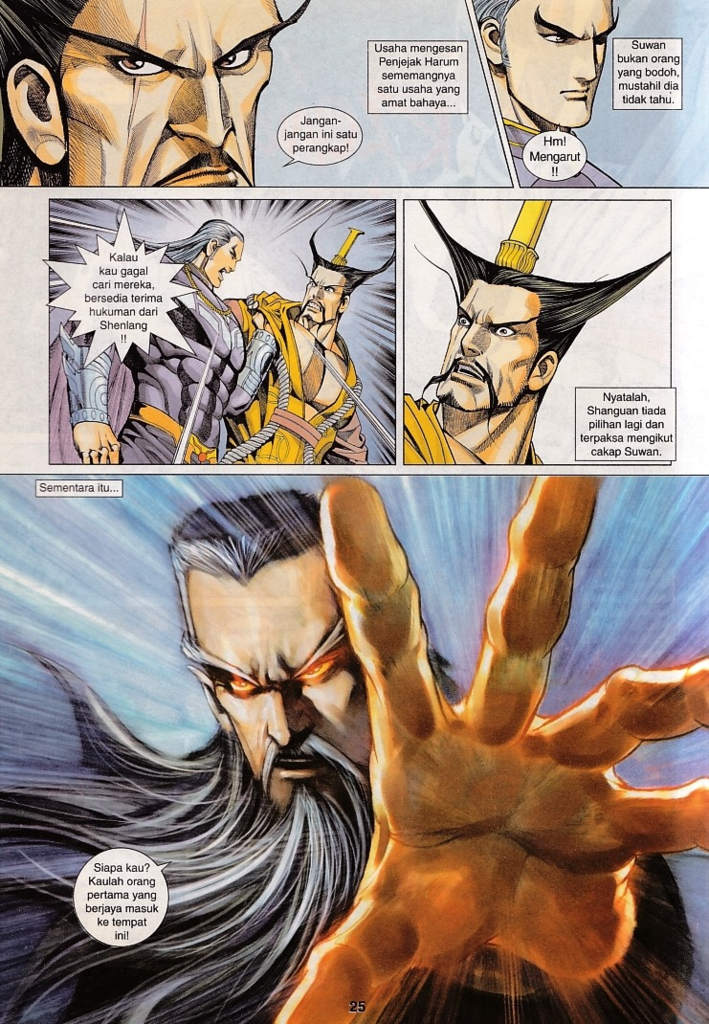 Usaha mengesan
Penjejak Harum
sememangnya
satu usaha yang
amat bahaya...
Jangan-
jangan ini satu
perangkap!
Suwan
bukan orang
yang bodoh,
mustahil dia
tidak tahu.
Hm!
Mengarut
!!
Kalau
kau gagal
cari mereka,
bersedia terima
hukuman dari
Shenlang
!!
Nyatalah,
Shanguan tiada
pilihan lagi dan
terpaksa mengikut
cakap Suwan.
Sementara itu...
Siapa kau?
Kaulah orang
pertama yang
berjaya masuk
ke tempat
ini!
25